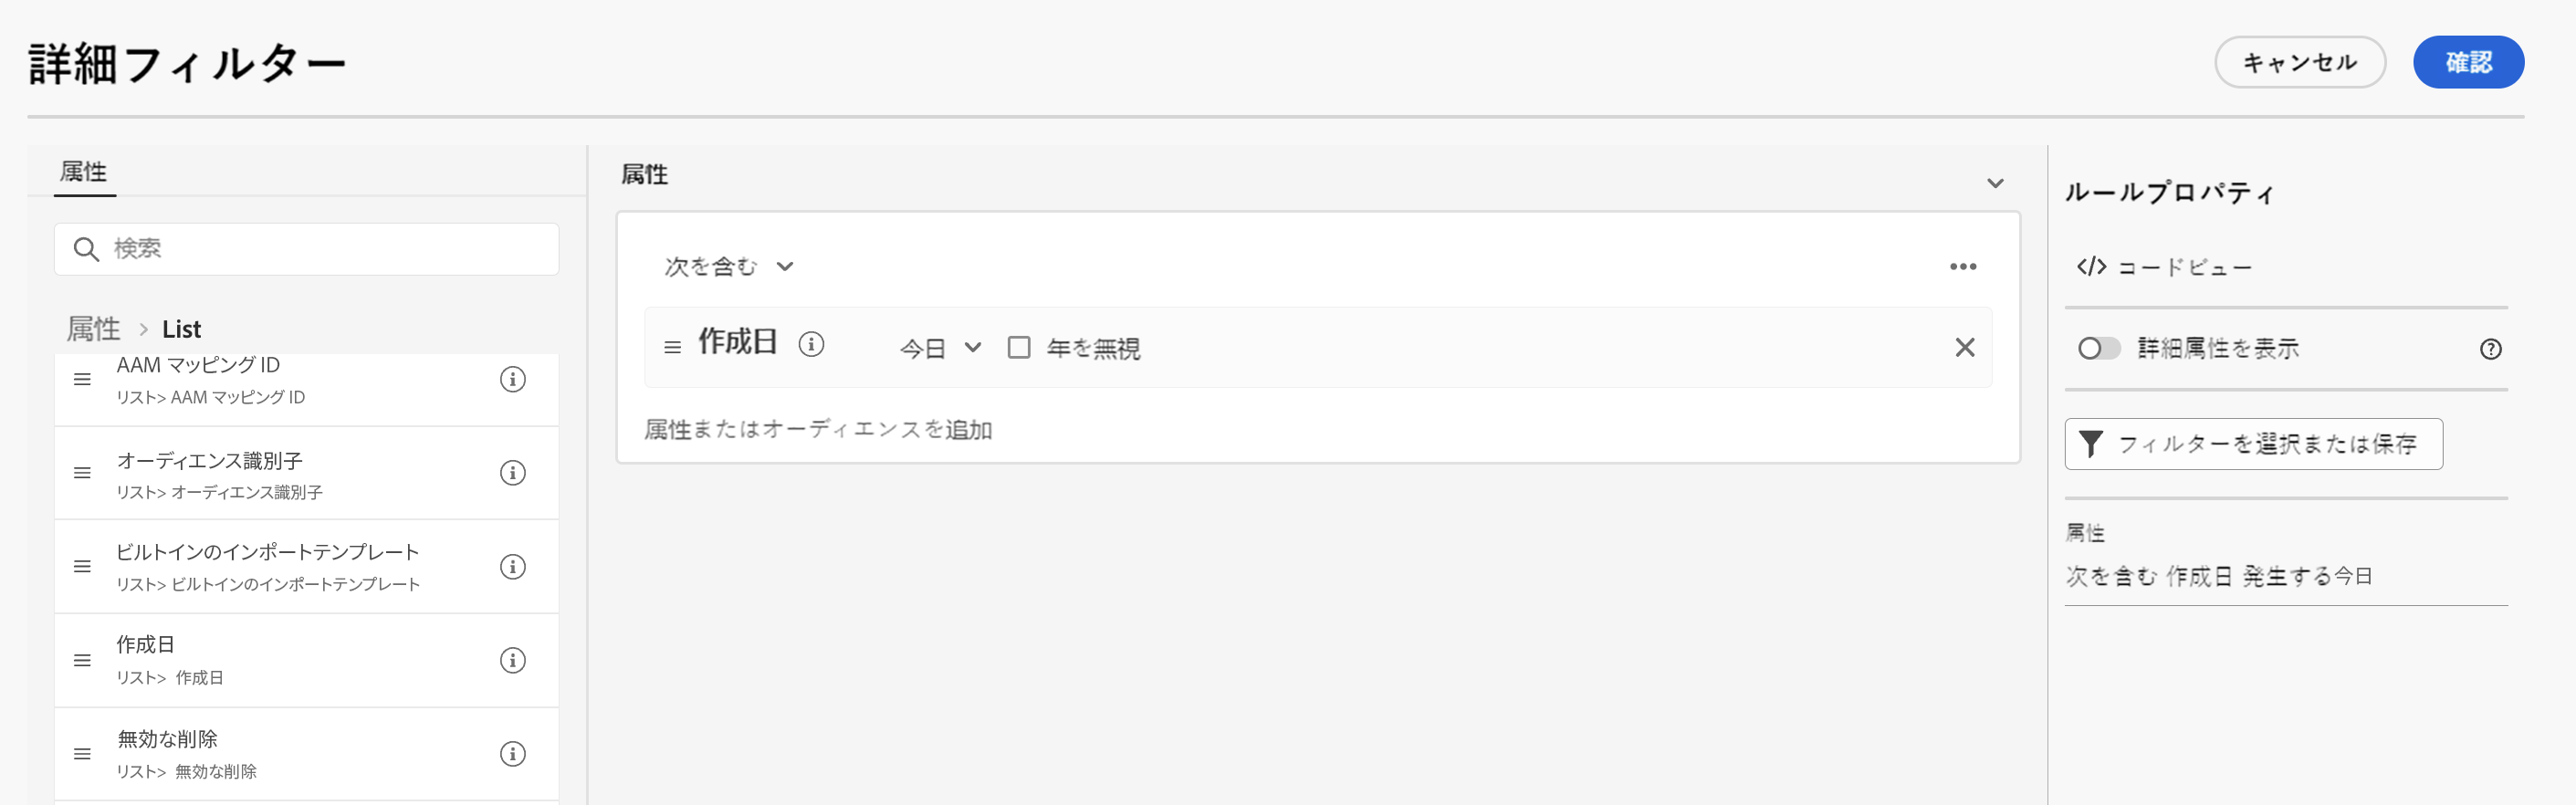 詳細フィルター
キャンセル
確認
属性
検索
属性 > List
AAM マッピング ID
リスト> AAM マッピング ID
オーディエンス識別子
リスト> オーディエンス識別子
ビルトインのインポートテンプレート
リスト> ビルトインのインポートテンプレート
作成日
リスト> 作成日
無効な削除
リスト> 無効な削除
属性
次を含む
作成日 今日 年を無視
属性またはオーディエンスを追加
ルールプロパティ
</> コードビュー
詳細属性を表示
フィルターを選択または保存
属性
次を含む 作成日 発生する今日